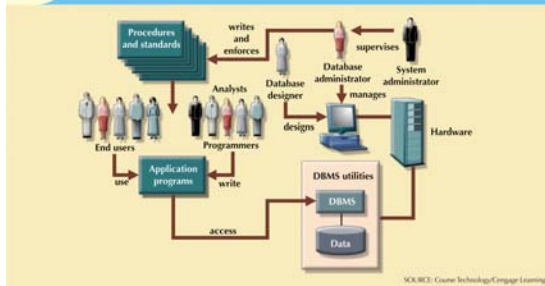 Procedures
and standards
writes
and
enforces
supervises
Database
administrator
System
administrator
Analysts
Database
designer
manages
designs
Hardware
End users
Programmers
use
Application
programs
write
access
DBMS utilities
DBMS
Data
SOURCE: Course Technology/Cengage Learning